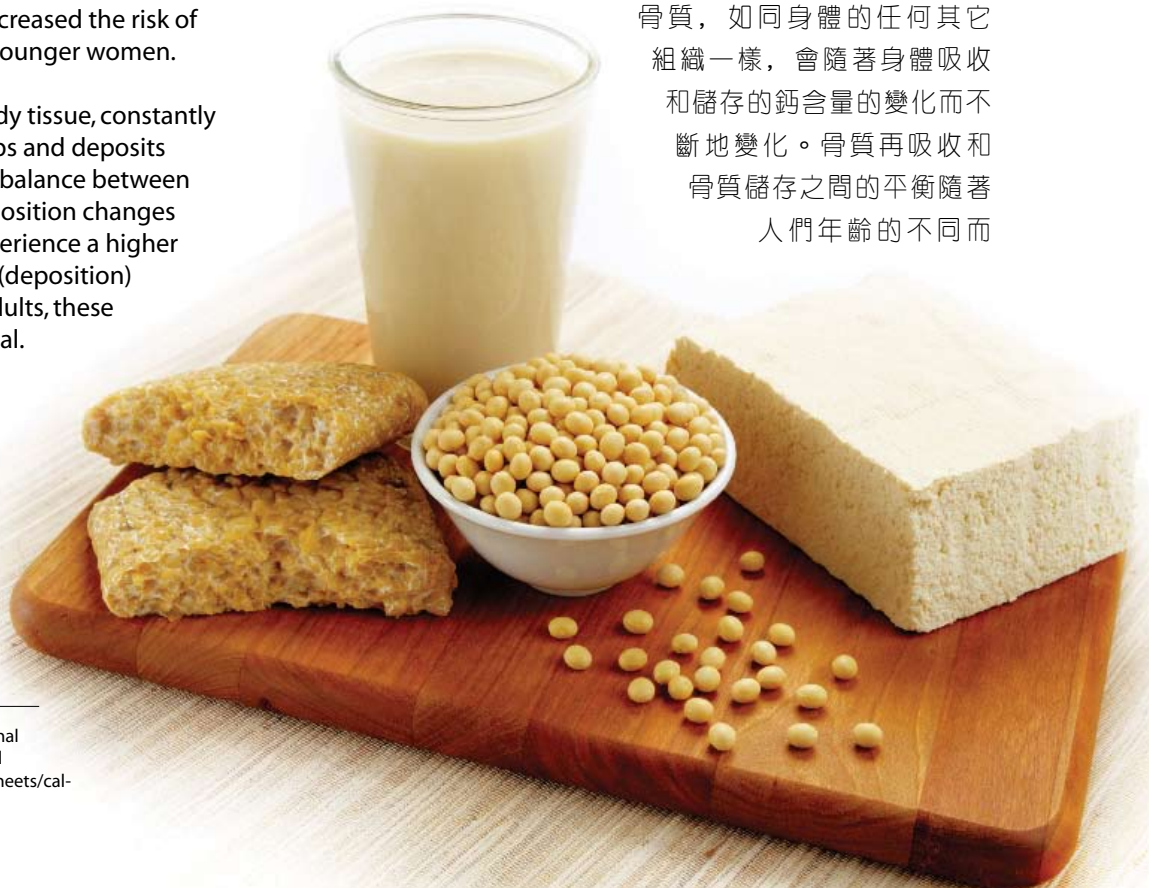 creased the risk of
ounger women.
dy tissue, constantly
bs and deposits
balance between
osition changes
erience a higher
(deposition)
dults, these
al.
nal
heets/cal-
骨質，如同身體的任何其它
組織一樣，會隨著身體吸收
和儲存的鈣含量的變化而不
斷地變化。骨質再吸收和
骨質儲存之間的平衡隨著
人們年齡的不同而